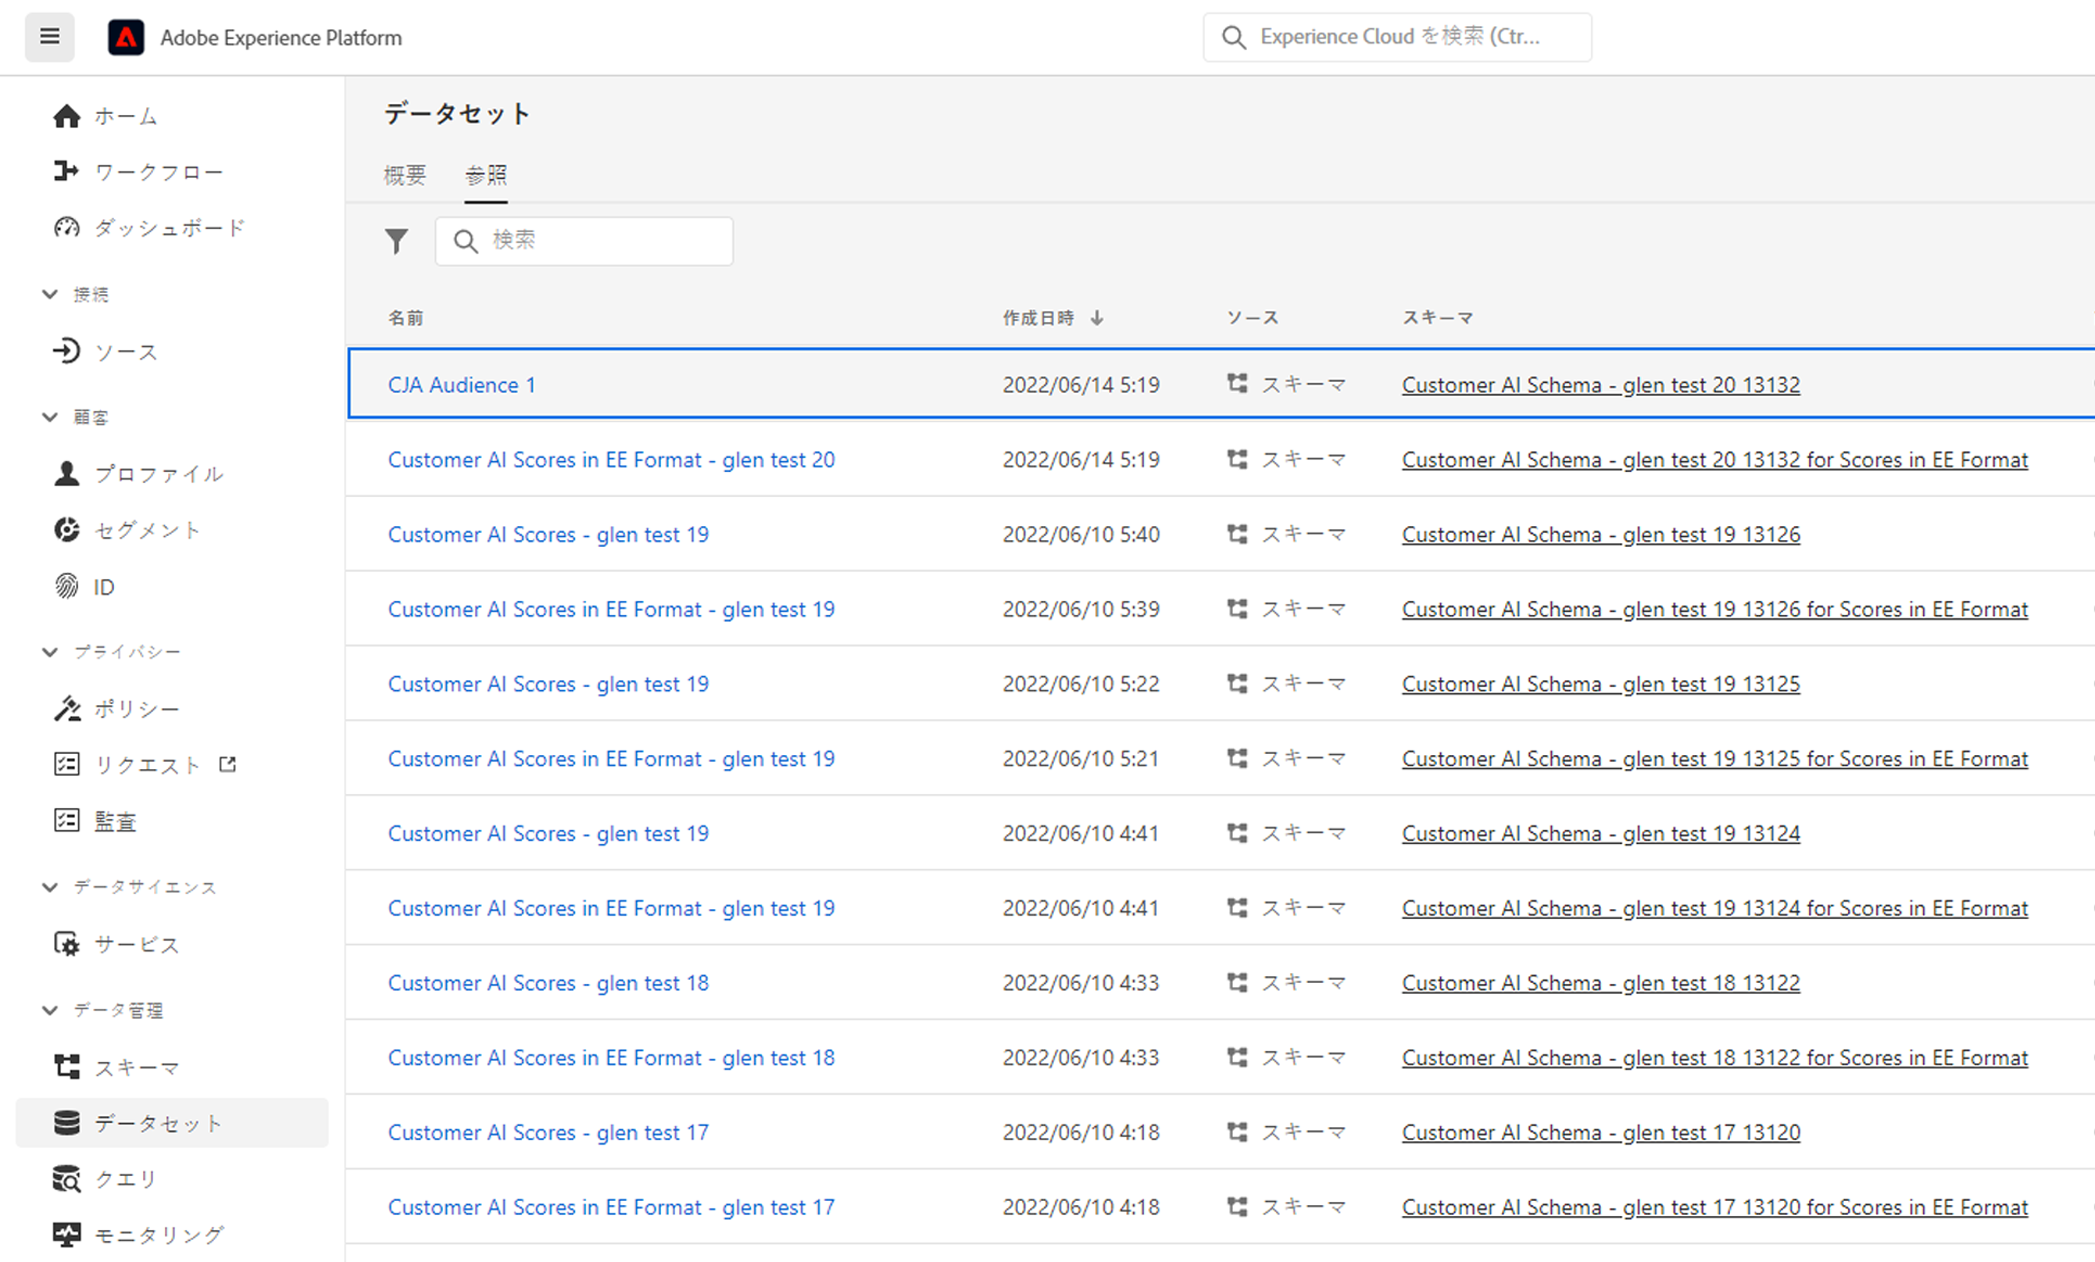 Adobe Experience Platform
Experience Cloud を検索 (Ctr...
ホーム
ワークフロー
ダッシュボード
接続
ソース
顧客
プロファイル
セグメント
ID
プライバシー
ポリシー
リクエスト
監査
データサイエンス
サービス
データ管理
スキーマ
データセット
クエリ
モニタリング
データセット
概要 参照
検索
名前 作成日時 ソース スキーマ
CJA Audience 1 2022/06/14 5:19 スキーマ Customer AI Schema - glen test 20 13132
Customer AI Scores in EE Format - glen test 20 2022/06/14 5:19 スキーマ Customer AI Schema - glen test 20 13132 for Scores in EE Format
Customer AI Scores - glen test 19 2022/06/10 5:40 スキーマ Customer AI Schema - glen test 19 13126
Customer AI Scores in EE Format - glen test 19 2022/06/10 5:39 スキーマ Customer AI Schema - glen test 19 13126 for Scores in EE Format
Customer AI Scores - glen test 19 2022/06/10 5:22 スキーマ Customer AI Schema - glen test 19 13125
Customer AI Scores in EE Format - glen test 19 2022/06/10 5:21 スキーマ Customer AI Schema - glen test 19 13125 for Scores in EE Format
Customer AI Scores - glen test 19 2022/06/10 4:41 スキーマ Customer AI Schema - glen test 19 13124
Customer AI Scores in EE Format - glen test 19 2022/06/10 4:41 スキーマ Customer AI Schema - glen test 19 13124 for Scores in EE Format
Customer AI Scores - glen test 18 2022/06/10 4:33 スキーマ Customer AI Schema - glen test 18 13122
Customer AI Scores in EE Format - glen test 18 2022/06/10 4:33 スキーマ Customer AI Schema - glen test 18 13122 for Scores in EE Format
Customer AI Scores - glen test 17 2022/06/10 4:18 スキーマ Customer AI Schema - glen test 17 13120
Customer AI Scores in EE Format - glen test 17 2022/06/10 4:18 スキーマ Customer AI Schema - glen test 17 13120 for Scores in EE Format